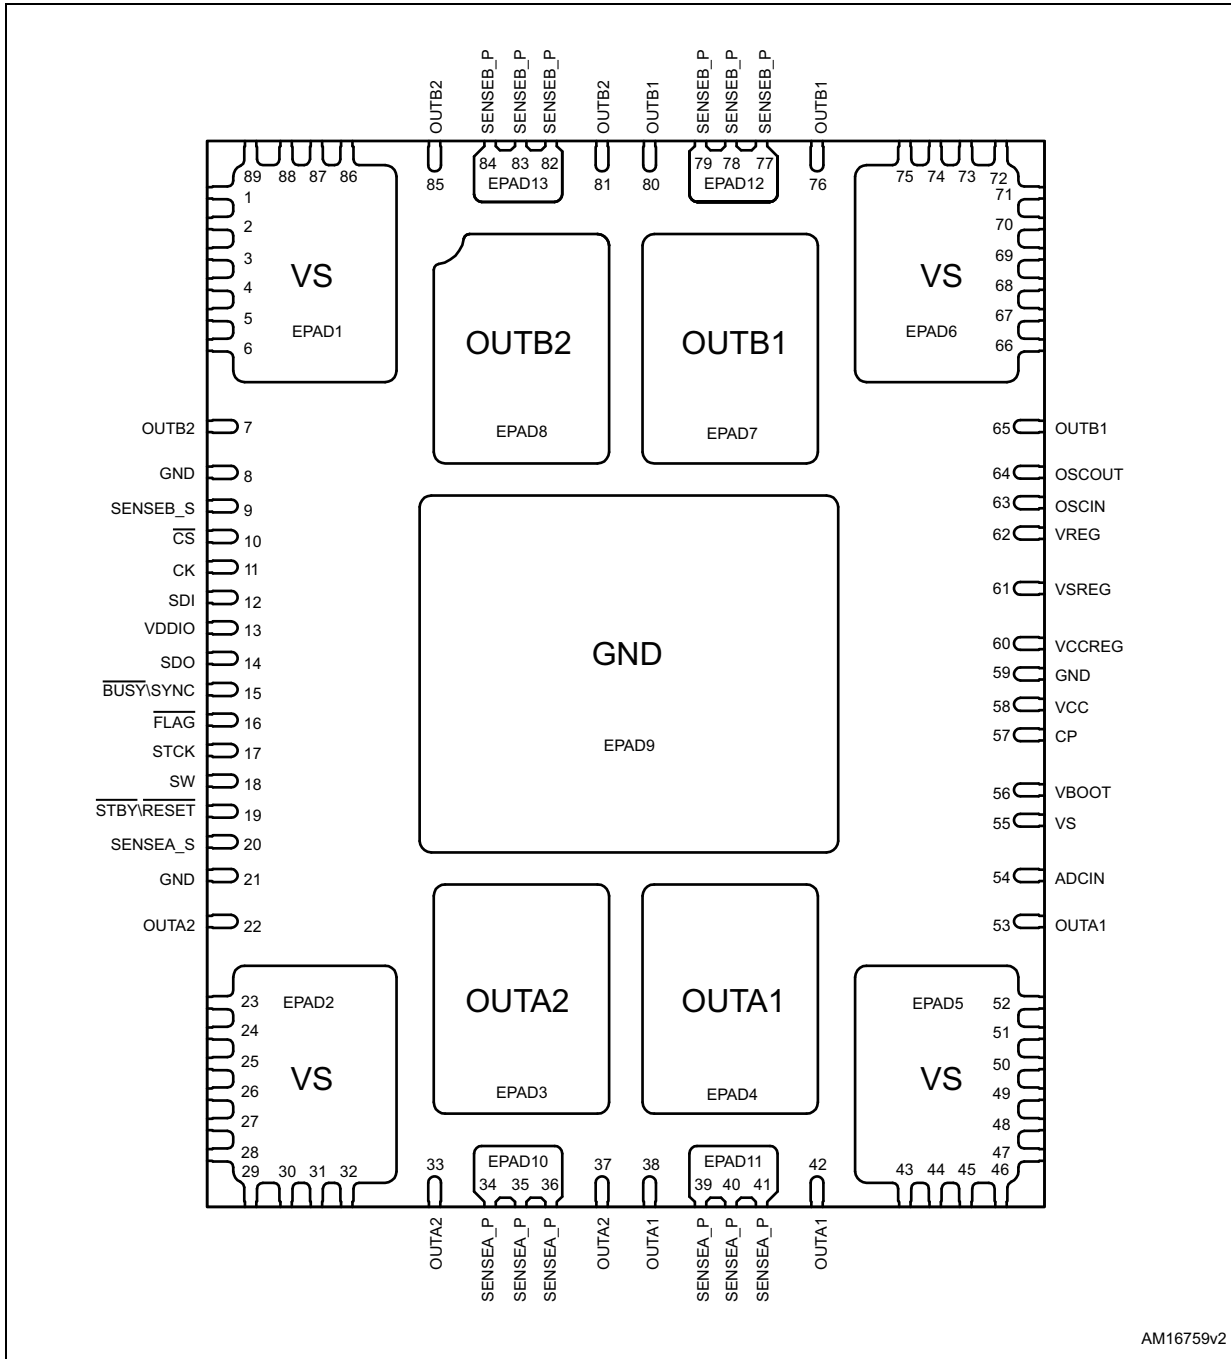 OUTB2
SENSEB_P
SENSEB_P
SENSEB_P
OUTB2
OUTB1
SENSEB_P
SENSEB_P
SENSEB_P
OUTB1
89 88 87 86
85
84 83 82
EPAD13
81
80
79 78 77
EPAD12
76
75 74 73 72
1
2
3
4
5
6
VS
EPAD1
OUTB2
EPAD8
OUTB1
EPAD7
VS
EPAD6
71
70
69
68
67
66
OUTB2 7
GND 8
SENSEB_S 9
CS 10
CK 11
SDI 12
VDDIO 13
SDO 14
BUSY\SYNC 15
FLAG 16
STCK 17
SW 18
STBY\RESET 19
SENSEA_S 20
GND 21
OUTA2 22
GND
EPAD9
65 OUTB1
64 OSCOUT
63 OSCIN
62 VREG
61 VSREG
60 VCCREG
59 GND
58 VCC
57 CP
56 VBOOT
55 VS
54 ADCIN
53 OUTA1
23
24
25
26
27
28
EPAD2
VS
OUTA2
EPAD3
OUTA1
EPAD4
EPAD5
VS
52
51
50
49
48
47
29 30 31 32
33
EPAD10
34 35 36
37
38
EPAD11
39 40 41
42
43 44 45 46
OUTA2
SENSEA_P
SENSEA_P
SENSEA_P
OUTA2
OUTA1
SENSEA_P
SENSEA_P
SENSEA_P
OUTA1
AM16759v2